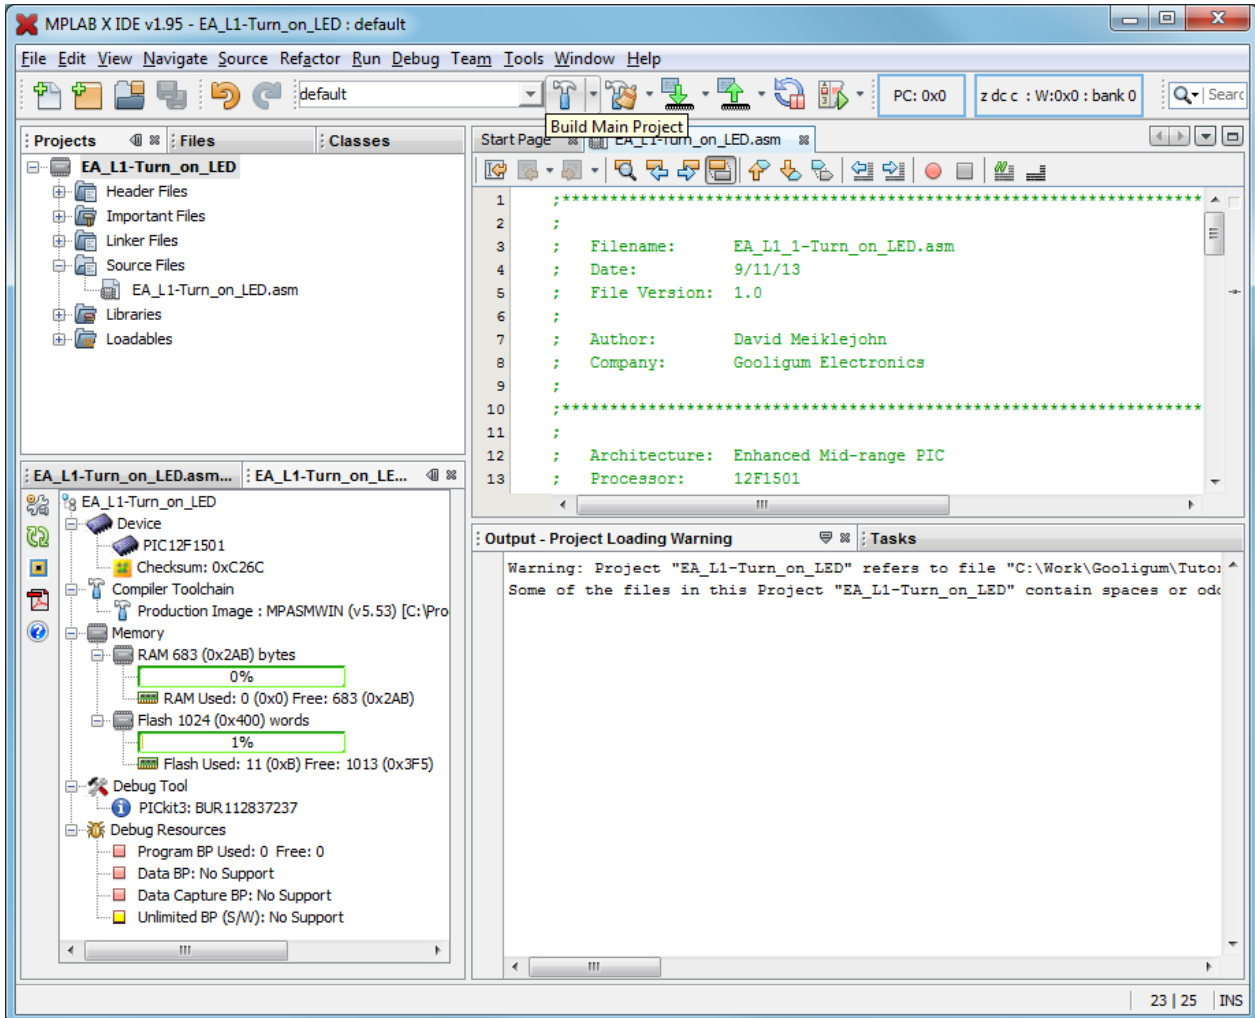 MPLAB X IDE v1.95 - EA_L1-Turn_on_LED : default
File Edit View Navigate Source Refactor Run Debug Team Tools Window Help
default
PC: 0x0
z dc c : W:0x0 : bank 0
Searc
Build Main Project
Projects
Files
Classes
EA_L1-Turn_on_LED
Header Files
Important Files
Linker Files
Source Files
EA_L1-Turn_on_LED.asm
Libraries
Loadables
Start Page
EA_L1-Turn_on_LED.asm
1 ;*******************************************************************
2 ;
3 ; Filename: EA_L1_1-Turn_on_LED.asm
4 ; Date: 9/11/13
5 ; File Version: 1.0
6 ;
7 ; Author: David Meiklejohn
8 ; Company: Gooligum Electronics
9 ;
10 ;*******************************************************************
11 ;
12 ; Architecture: Enhanced Mid-range PIC
13 ; Processor: 12F1501
EA_L1-Turn_on_LED.asm...
EA_L1-Turn_on_LE...
EA_L1-Turn_on_LED
Device
PIC12F1501
Checksum: 0xC26C
Compiler Toolchain
Production Image : MPASMWIN (v5.53) [C:\Pro
Memory
RAM 683 (0x2AB) bytes
0%
RAM Used: 0 (0x0) Free: 683 (0x2AB)
Flash 1024 (0x400) words
1%
Flash Used: 11 (0xB) Free: 1013 (0x3F5)
Debug Tool
PICkit3: BUR112837237
Debug Resources
Program BP Used: 0 Free: 0
Data BP: No Support
Data Capture BP: No Support
Unlimited BP (S/W): No Support
Output - Project Loading Warning
Tasks
Warning: Project "EA_L1-Turn_on_LED" refers to file "C:\Work\Gooligum\Tutor
Some of the files in this Project "EA_L1-Turn_on_LED" contain spaces or odd
23 | 25
INS